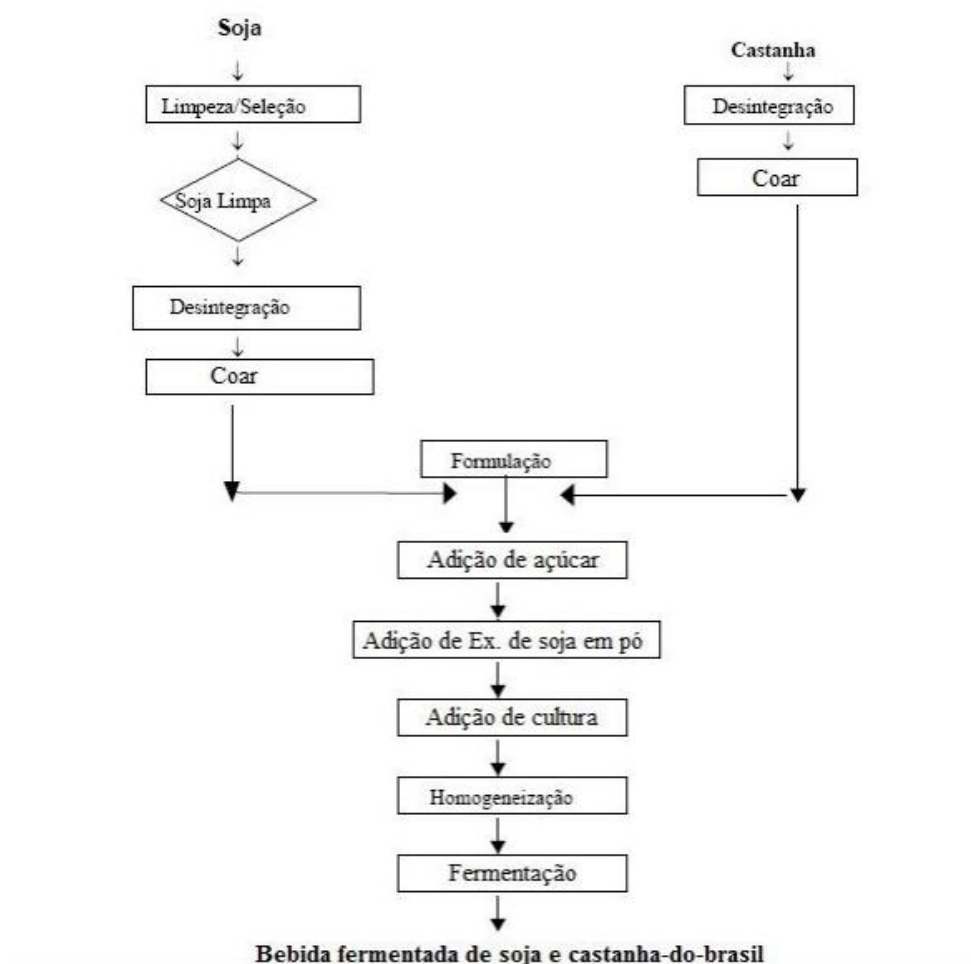 Soja
Limpeza/Seleção
Soja Limpa
Desintegração
Coar
Castanha
Desintegração
Coar
Formulação
Adição de açúcar
Adição de Ex. de soja em pó
Adição de cultura
Homogeneização
Fermentação
Bebida fermentada de soja e castanha-do-brasil